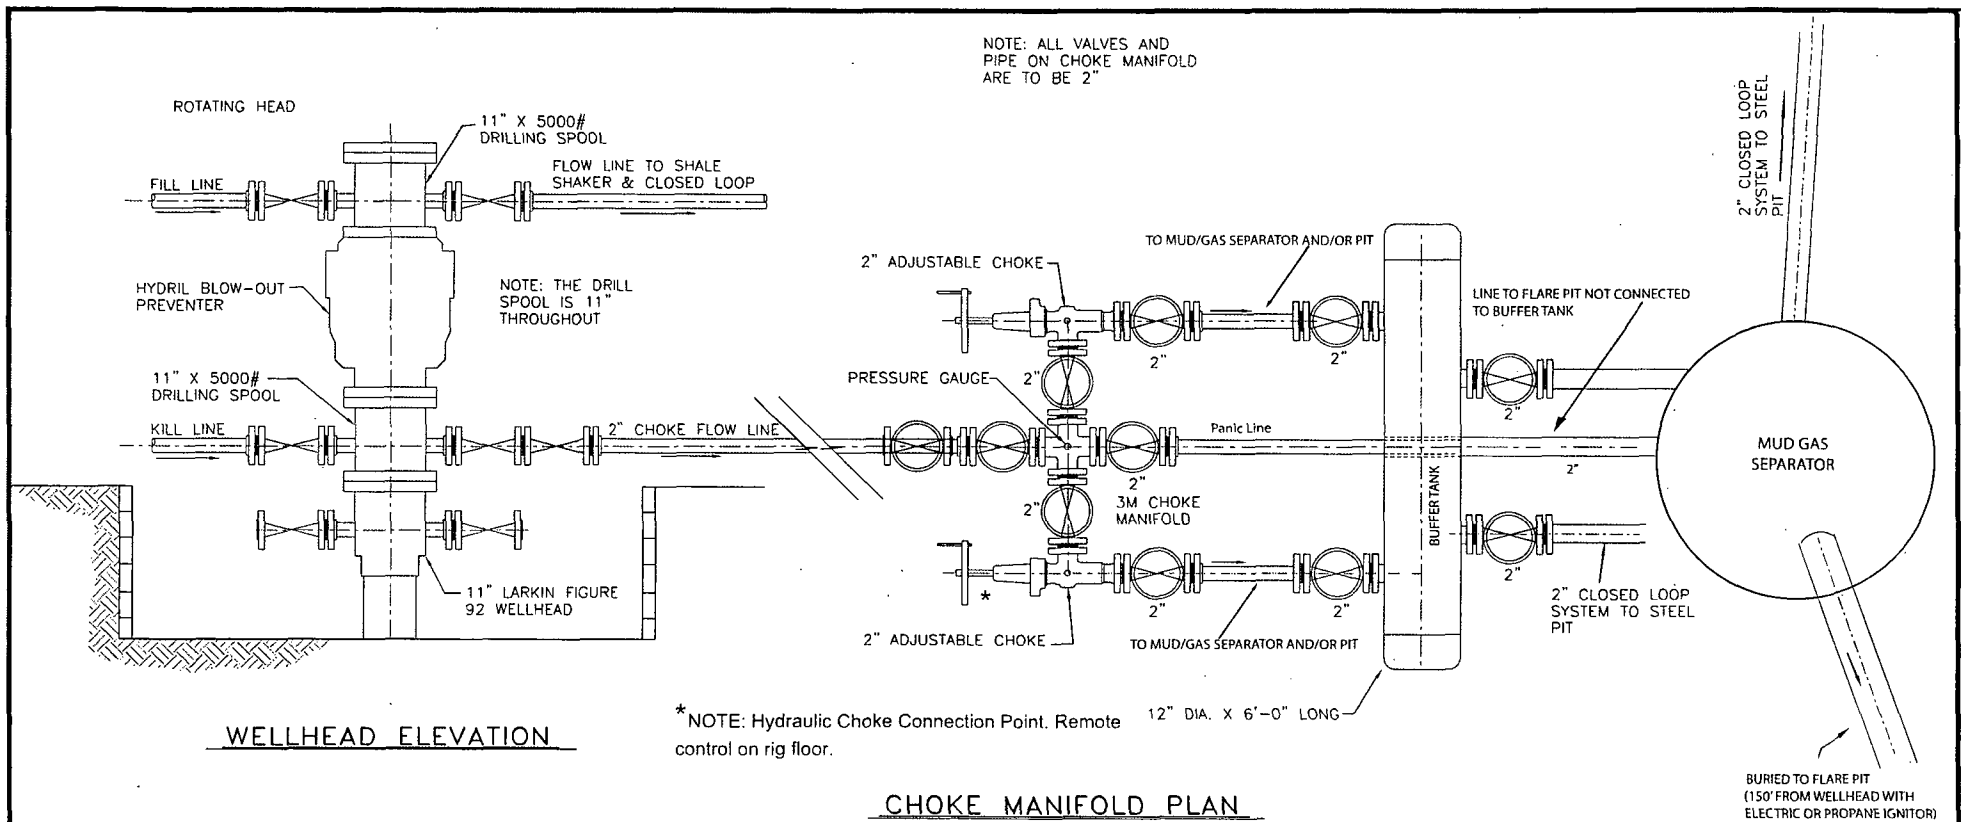 NOTE: ALL VALVES AND
PIPE ON CHOKE MANIFOLD
ARE TO BE 2"
ROTATING HEAD
11" X 5000#
DRILLING SPOOL
FILL LINE
FLOW LINE TO SHALE
SHAKER & CLOSED LOOP
HYDRIL BLOW-OUT
PREVENTER
NOTE: THE DRILL
SPOOL IS 11"
THROUGHOUT
11" X 5000#
DRILLING SPOOL
KILL LINE
2" CHOKE FLOW LINE
11" LARKIN FIGURE
92 WELLHEAD
WELLHEAD ELEVATION
TO MUD/GAS SEPARATOR AND/OR PIT
2" ADJUSTABLE CHOKE
2"
2"
2"
PRESSURE GAUGE
Panic Line
2"
3M CHOKE
MANIFOLD
2"
*
2"
2"
2" ADJUSTABLE CHOKE
TO MUD/GAS SEPARATOR AND/OR PIT
BUFFER TANK
12" DIA. X 6'-0" LONG
*NOTE: Hydraulic Choke Connection Point. Remote
control on rig floor.
CHOKE MANIFOLD PLAN
2" CLOSED LOOP
SYSTEM TO STEEL
PIT
LINE TO FLARE PIT NOT CONNECTED
TO BUFFER TANK
2"
2"
MUD GAS
SEPARATOR
2"
2" CLOSED LOOP
SYSTEM TO STEEL
PIT
BURIED TO FLARE PIT
(150' FROM WELLHEAD WITH
ELECTRIC OR PROPANE IGNITOR)